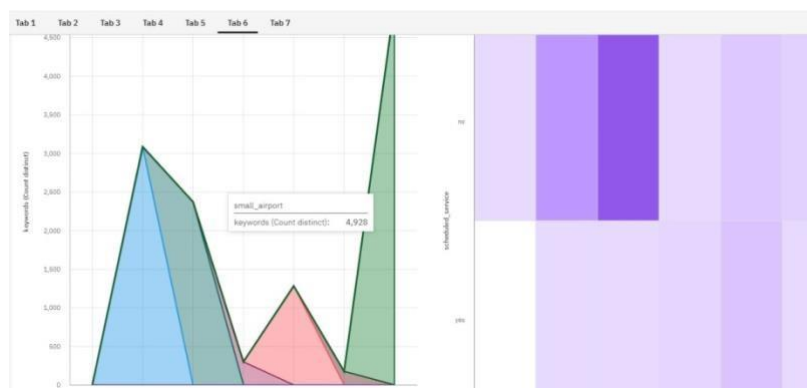 Tab 1 Tab 2 Tab 3 Tab 4 Tab 5 Tab 6 Tab 7
4,500
4,000
3,500
3,000
2,500
2,000
1,500
1,000
500
0
keywords (Count distinct)
small_airport
keywords (Count distinct): 4,928
scheduled_service
no
yes